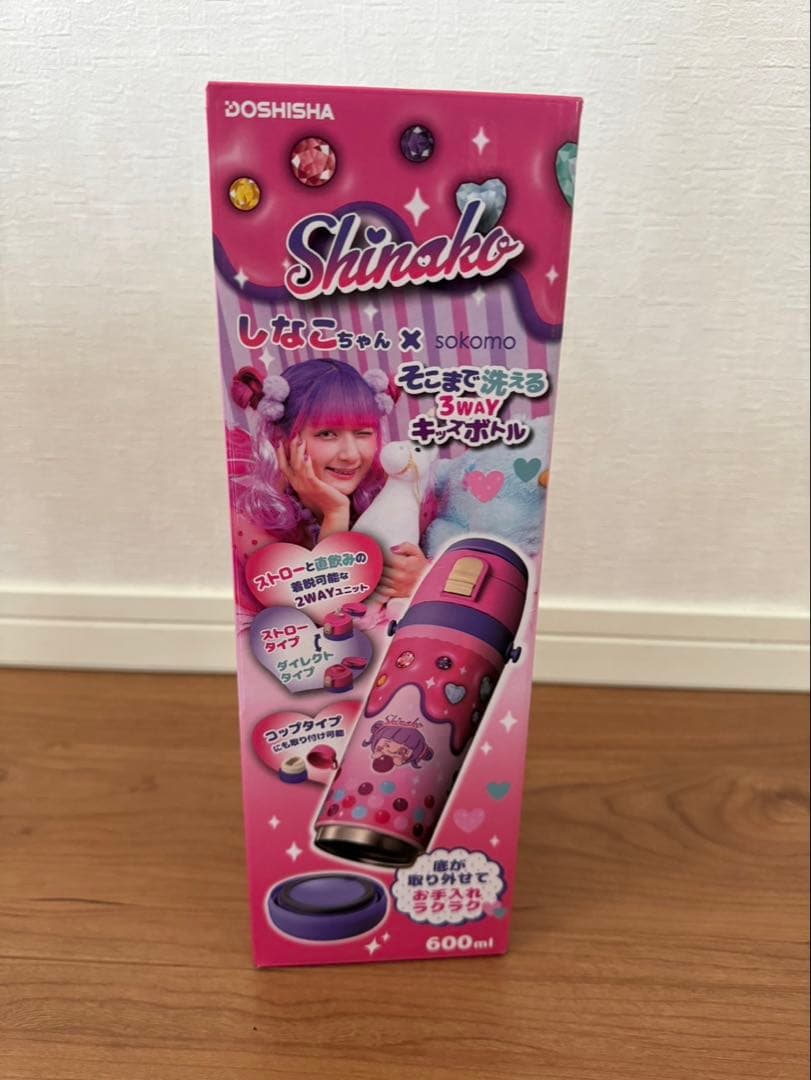 DOSHISHA
Shinako
しなこちゃん × sokomo
そこまで洗える
3WAY
キッズボトル
ストローと直飲みの
着脱可能な
2WAYユニット
ストロー
タイプ
ダイレクト
タイプ
コップタイプ
にも取り付け可能
Shinako
底が
取り外せて
お手入れ
ラクラク
600ml